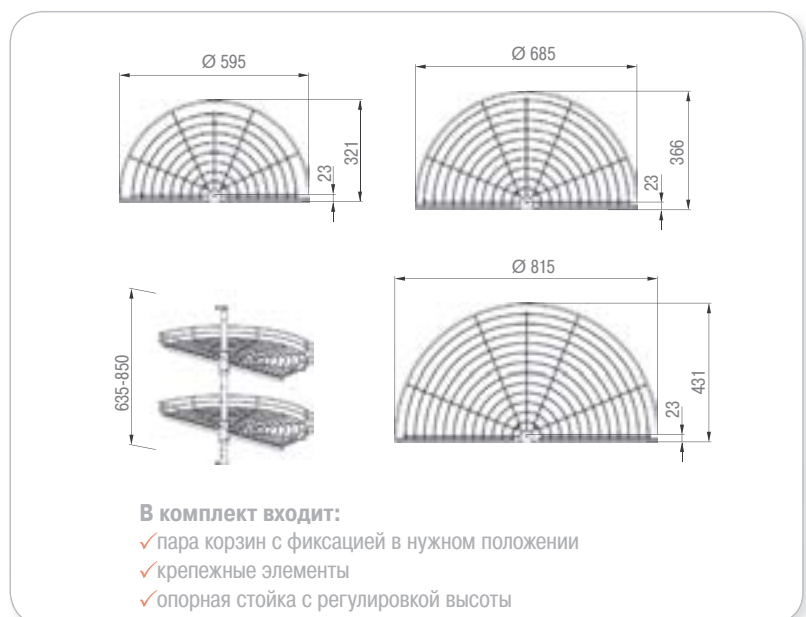 Ø 595
321
23
Ø 685
366
23
635-850
Ø 815
431
23
В комплект входит:
✓пара корзин с фиксацией в нужном положении
✓крепежные элементы
✓опорная стойка с регулировкой высоты